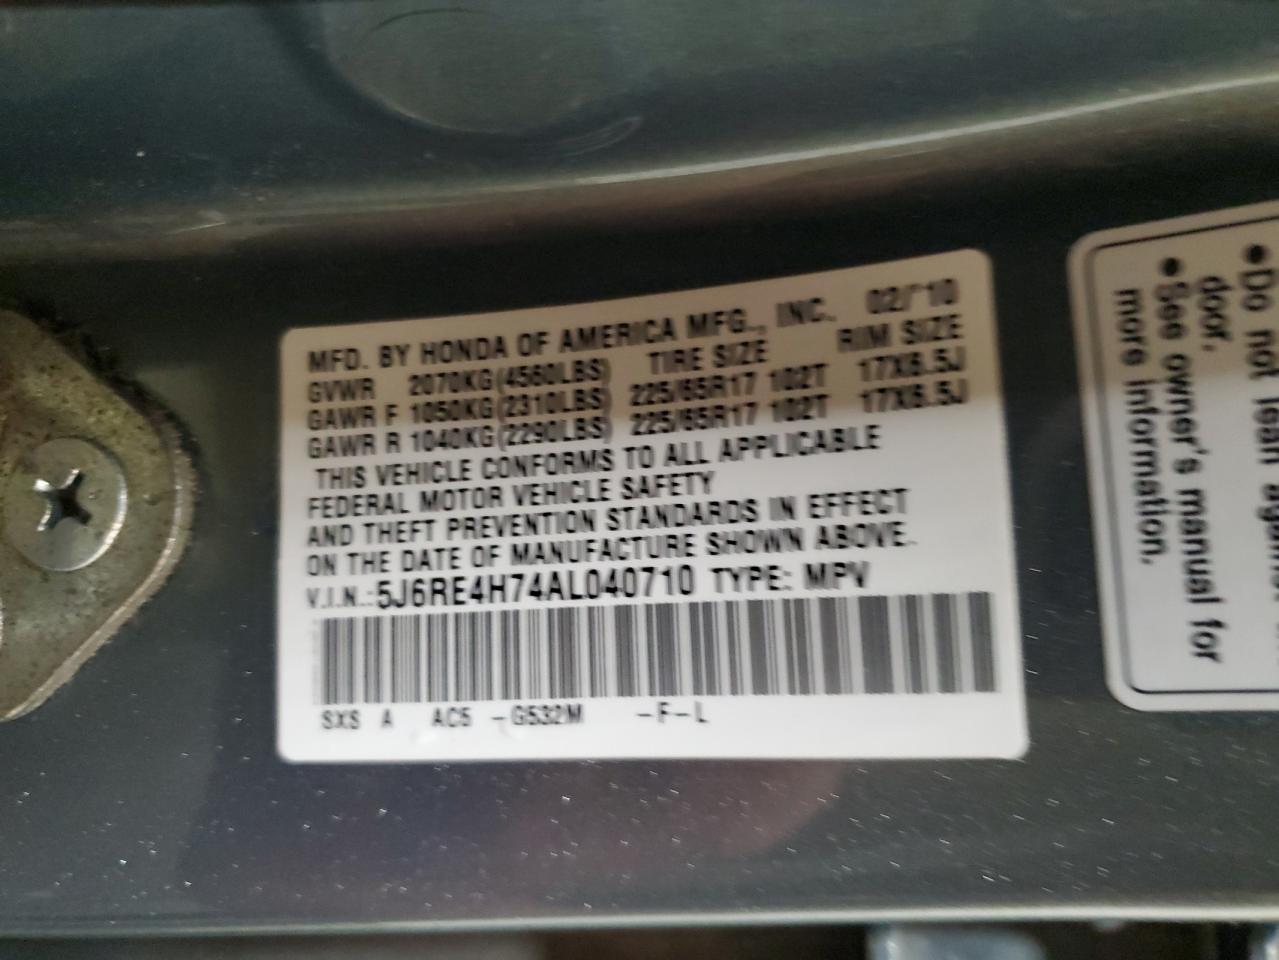 MFD. BY HONDA OF AMERICA MFG., INC. 02/'10
GVWR 2070KG(4560LBS) TIRE SIZE RIM SIZE
GAWR F 1050KG(2310LBS) 225/65R17 102T 17X6.5J
GAWR R 1040KG(2290LBS) 225/65R17 102T 17X6.5J
THIS VEHICLE CONFORMS TO ALL APPLICABLE
FEDERAL MOTOR VEHICLE SAFETY
AND THEFT PREVENTION STANDARDS IN EFFECT
ON THE DATE OF MANUFACTURE SHOWN ABOVE.
V.I.N.:5J6RE4H74AL040710 TYPE: MPV
SXS A AC5 -G532M -F-L
●Do not lean against
door,
●See owner's manual for
more information.